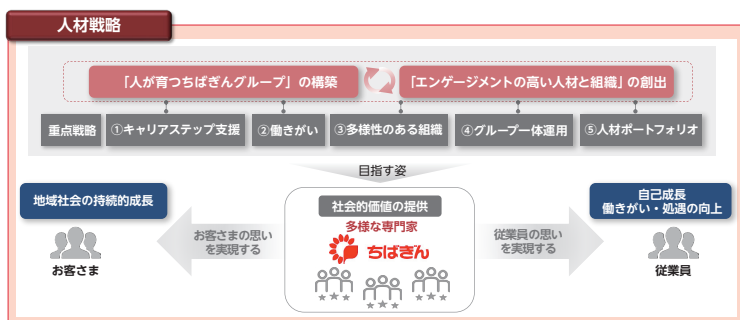 人材戦略
「人が育つちばぎんグループ」の構築
「エンゲージメントの高い人材と組織」の創出
重点戦略
①キャリアステップ支援
②働きがい
③多様性のある組織
④グループ一体運用
⑤人材ポートフォリオ
目指す姿
地域社会の持続的成長
お客さま
お客さまの思い
を実現する
社会的価値の提供
多様な専門家
ちばぎん
従業員の思い
を実現する
自己成長
働きがい・処遇の向上
従業員